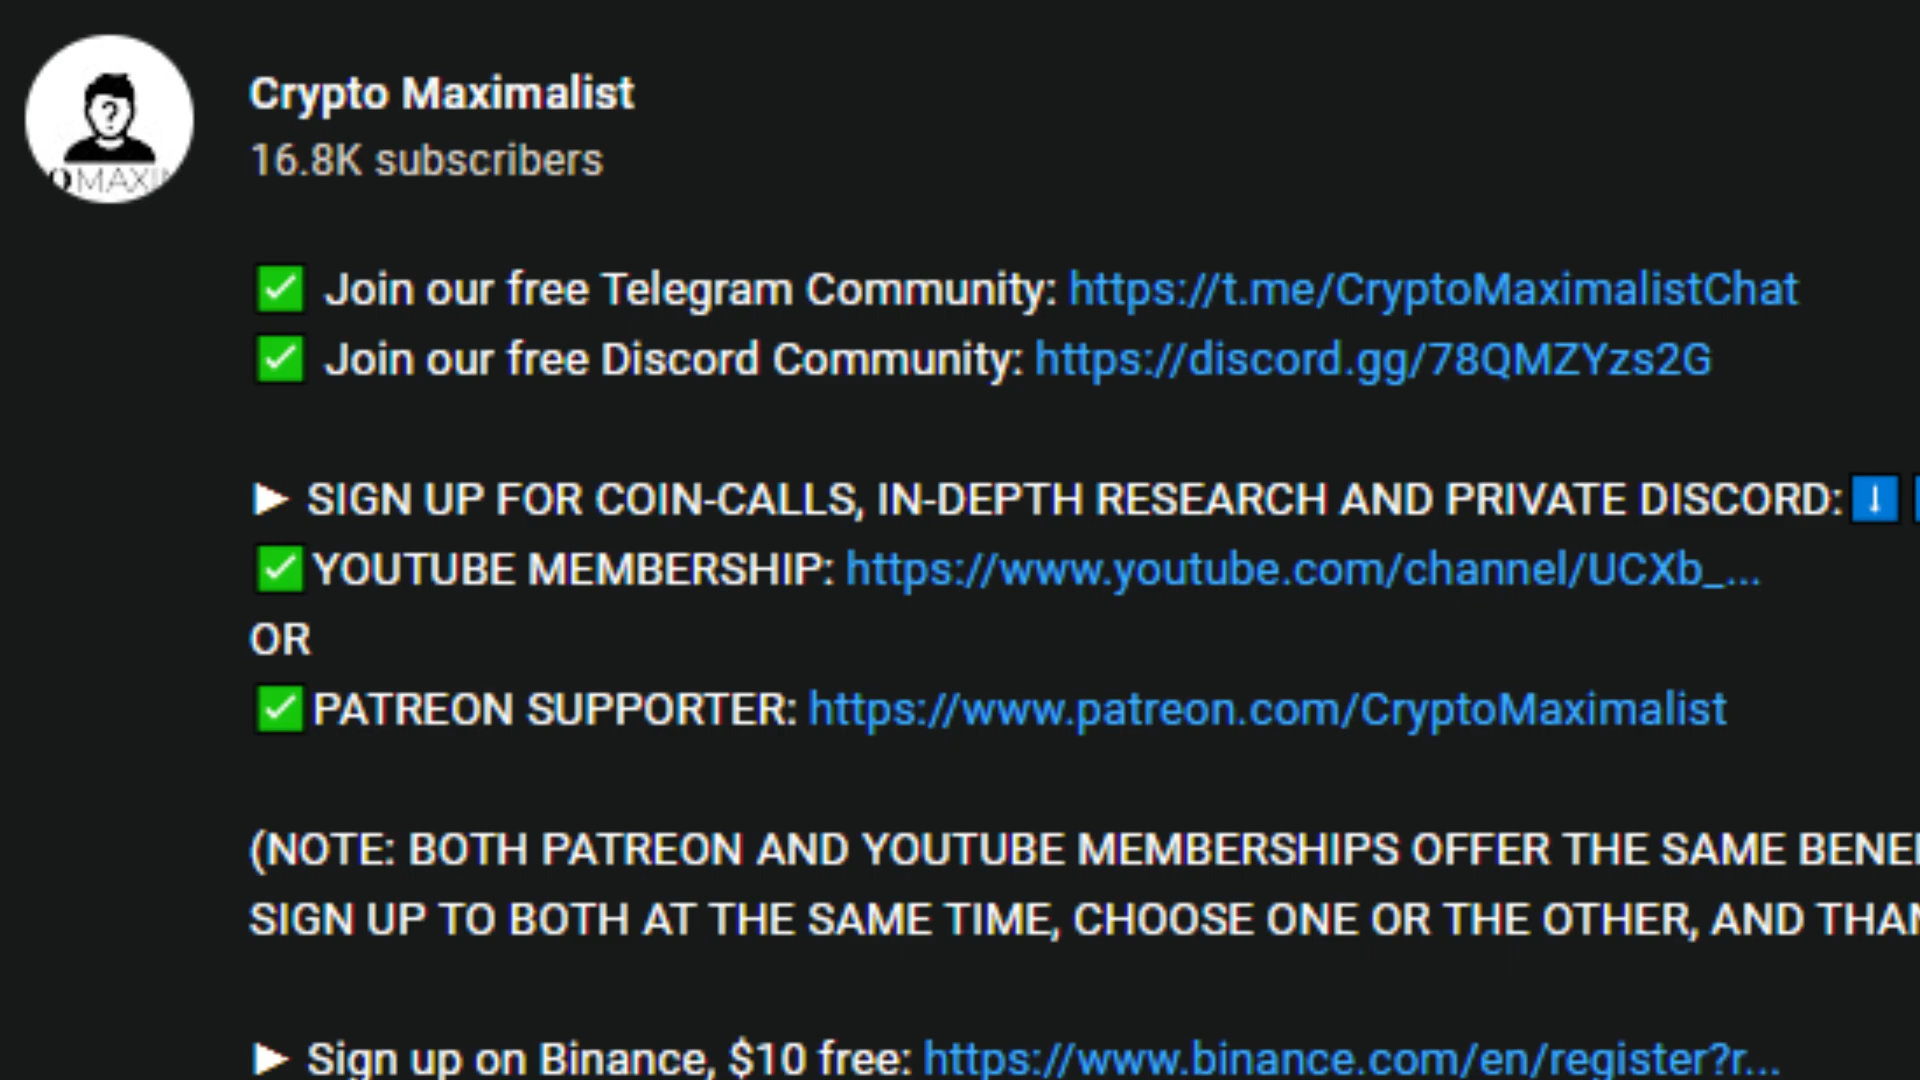 Crypto Maximalist
16.8K subscribers
?
MAXI
✅ Join our free Telegram Community: https://t.me/CryptoMaximalistChat
✅ Join our free Discord Community: https://discord.gg/78QMZYzs2G
► SIGN UP FOR COIN-CALLS, IN-DEPTH RESEARCH AND PRIVATE DISCORD: ⬇
✅ YOUTUBE MEMBERSHIP: https://www.youtube.com/channel/UCXb_...
OR
✅ PATREON SUPPORTER: https://www.patreon.com/CryptoMaximalist
(NOTE: BOTH PATREON AND YOUTUBE MEMBERSHIPS OFFER THE SAME
SIGN UP TO BOTH AT THE SAME TIME, CHOOSE ONE OR THE OTHER, AND
► Sign up on Binance, $10 free: https://www.binance.com/en/register?r...